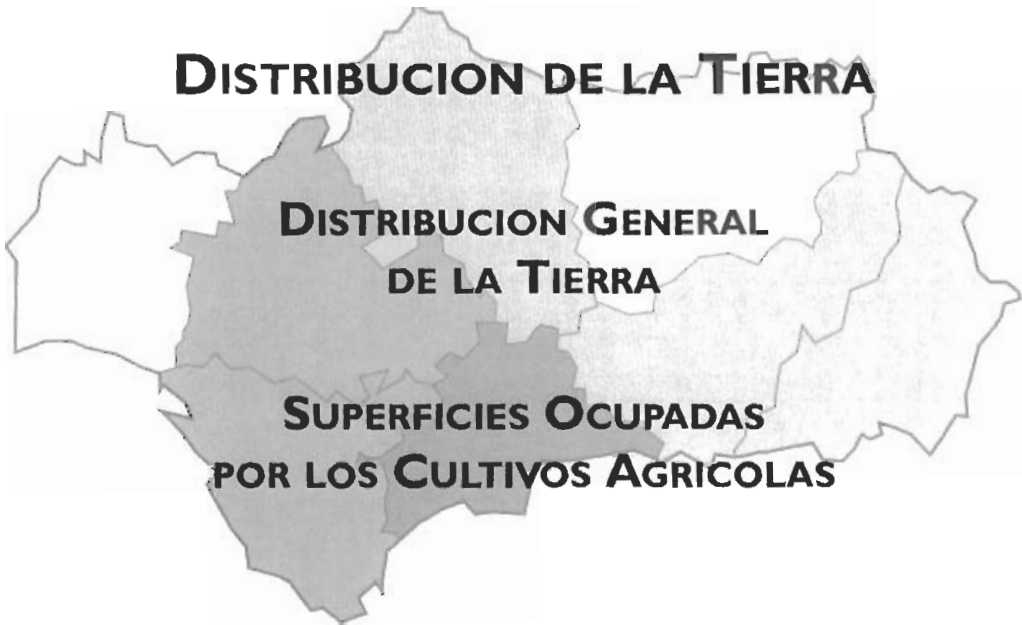 DISTRIBUCION DE LA TIERRA
DISTRIBUCION GENERAL
DE LA TIERRA
SUPERFICIES OCUPADAS
POR LOS CULTIVOS AGRICOLAS